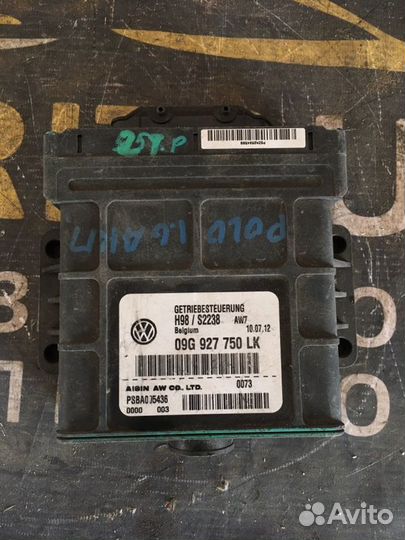 257.P
POLO 1.6 АКП
GETRIEBESTEUERUNG
H98 / S2238 AW7
Belgium 10.07.12
09G 927 750 LK
AISIN AW CO., LTD. 0073
PSBA0J5436
0000 003
Avito